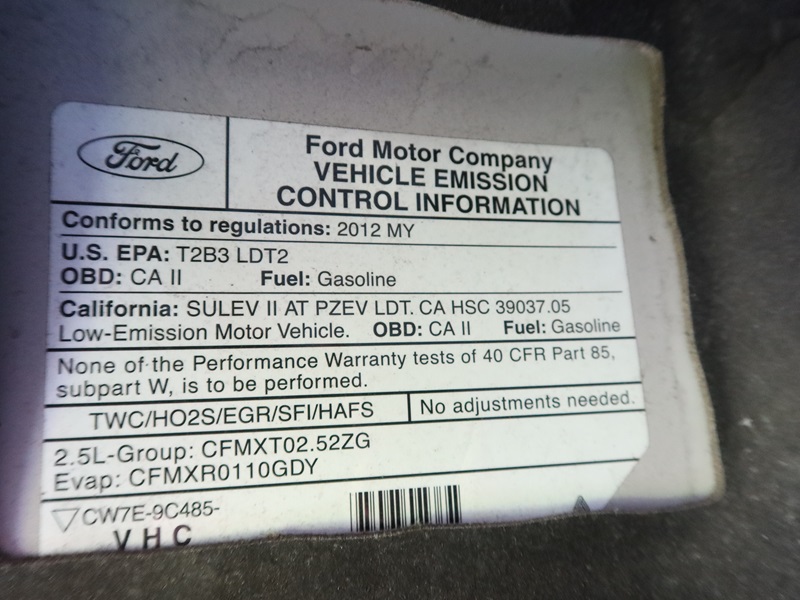 Ford
Ford Motor Company
VEHICLE EMISSION
CONTROL INFORMATION
Conforms to regulations: 2012 MY
U.S. EPA: T2B3 LDT2
OBD: CA II Fuel: Gasoline
California: SULEV II AT PZEV LDT. CA HSC 39037.05
Low-Emission Motor Vehicle. OBD: CA II Fuel: Gasoline
None of the Performance Warranty tests of 40 CFR Part 85,
subpart W, is to be performed.
TWC/HO2S/EGR/SFI/HAFS No adjustments needed.
2.5L-Group: CFMXT02.52ZG
Evap: CFMXR0110GDY
CW7E-9C485-
VHC